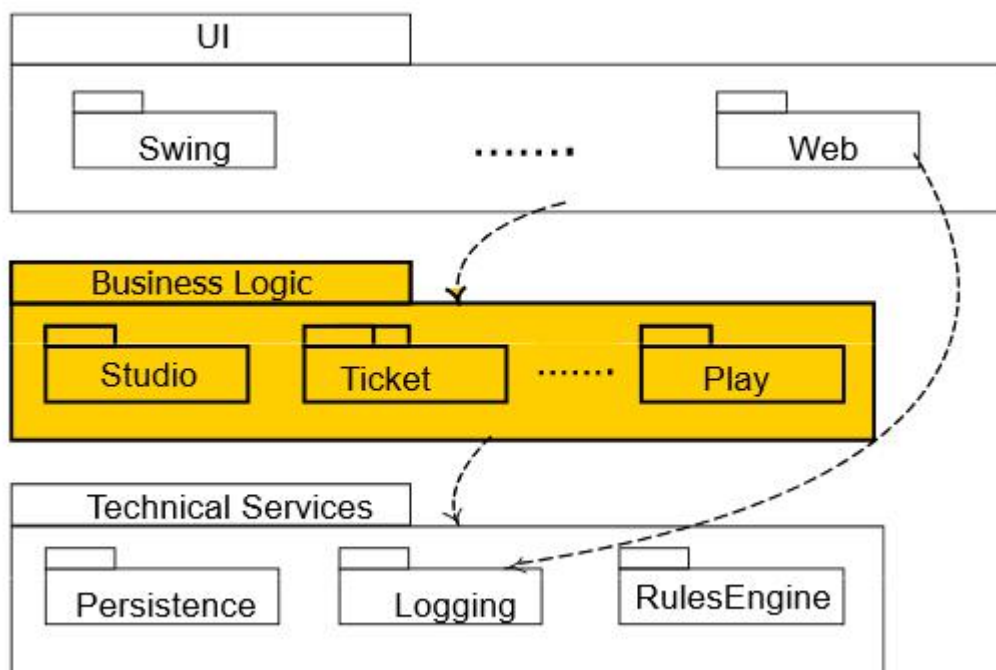 UI
Swing
........
Web
Business Logic
Studio
Ticket
........
Play
Technical Services
Persistence
Logging
RulesEngine